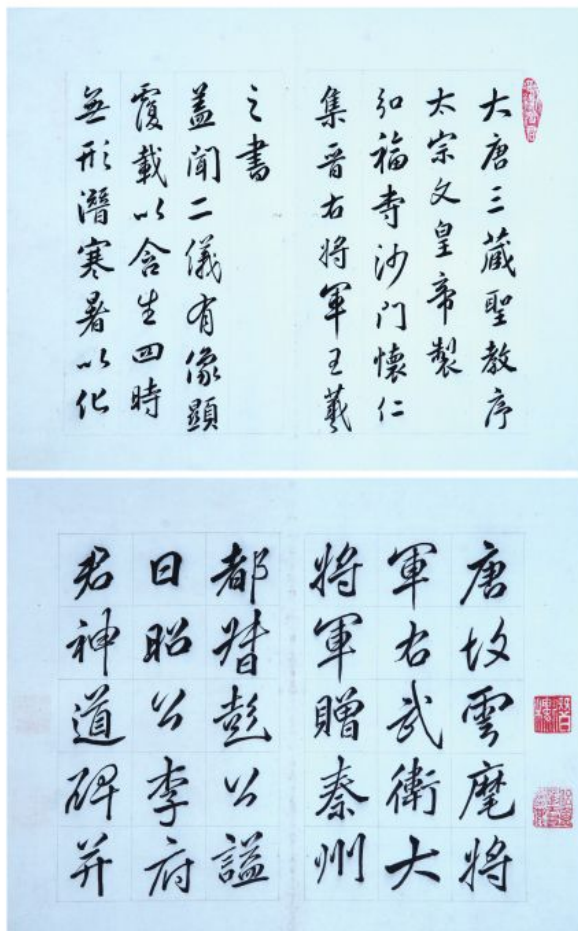 大唐三藏聖教序
太宗文皇帝製
弘福寺沙门懷仁
集晋右將軍王羲
之書
盖聞二儀有像顯
覆載以含生四時
無形潛寒暑以化
唐故雲麾將
軍右武衛大
將軍贈秦州
都督彭公謚
曰昭公李府
君神道碑并